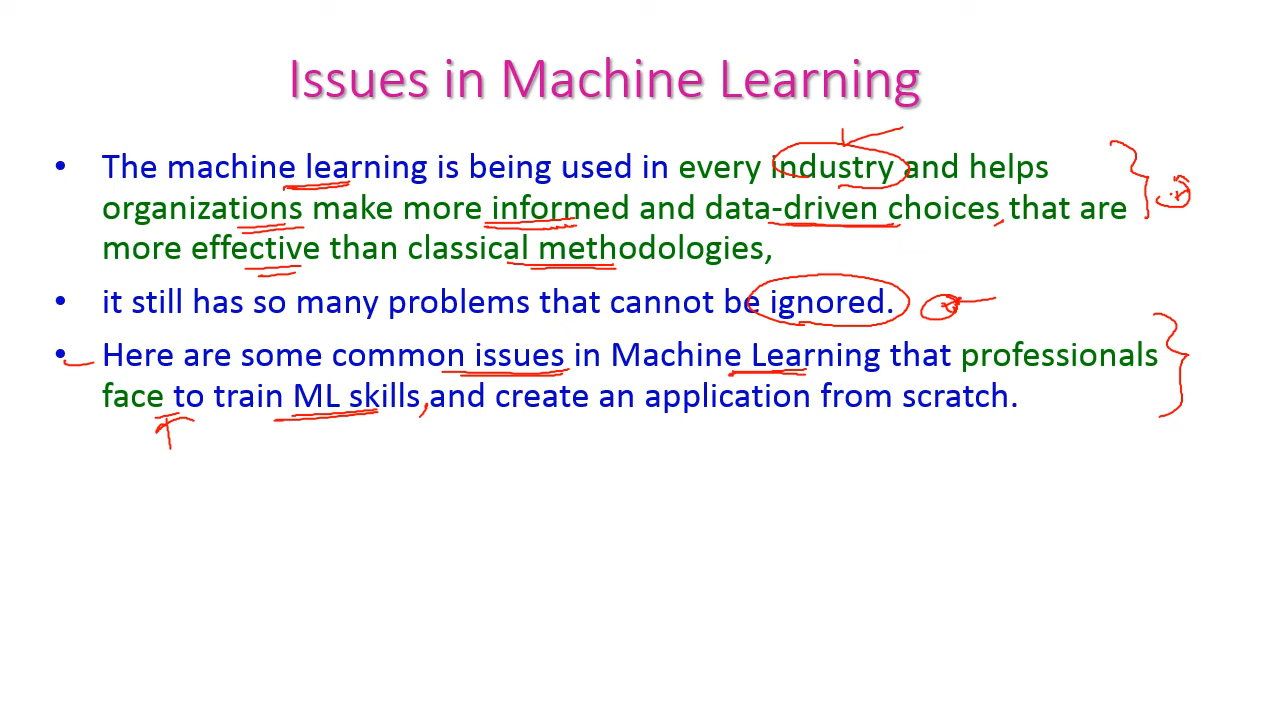 Issues in Machine Learning
• The machine learning is being used in every industry and helps
organizations make more informed and data-driven choices, that are
more effective than classical methodologies,
• it still has so many problems that cannot be ignored.
• Here are some common issues in Machine Learning that professionals
face to train ML skills, and create an application from scratch.